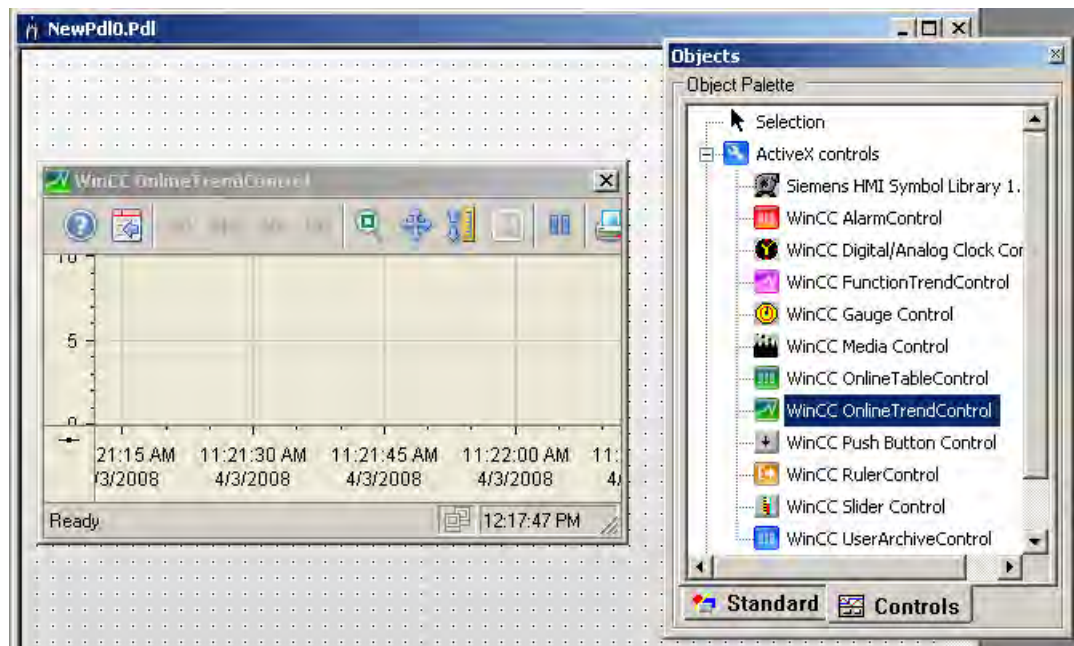 NewPdl0.Pdl
Objects
Object Palette
Selection
ActiveX controls
Siemens HMI Symbol Library 1.
WinCC AlarmControl
WinCC Digital/Analog Clock Cor
WinCC FunctionTrendControl
WinCC Gauge Control
WinCC Media Control
WinCC OnlineTableControl
WinCC OnlineTrendControl
WinCC Push Button Control
WinCC RulerControl
WinCC Slider Control
WinCC UserArchiveControl
Standard Controls
WinCC OnlineTrendControl
10
5
0
21:15 AM 11:21:30 AM 11:21:45 AM 11:22:00 AM 11:
/3/2008 4/3/2008 4/3/2008 4/3/2008 4/
Ready 12:17:47 PM